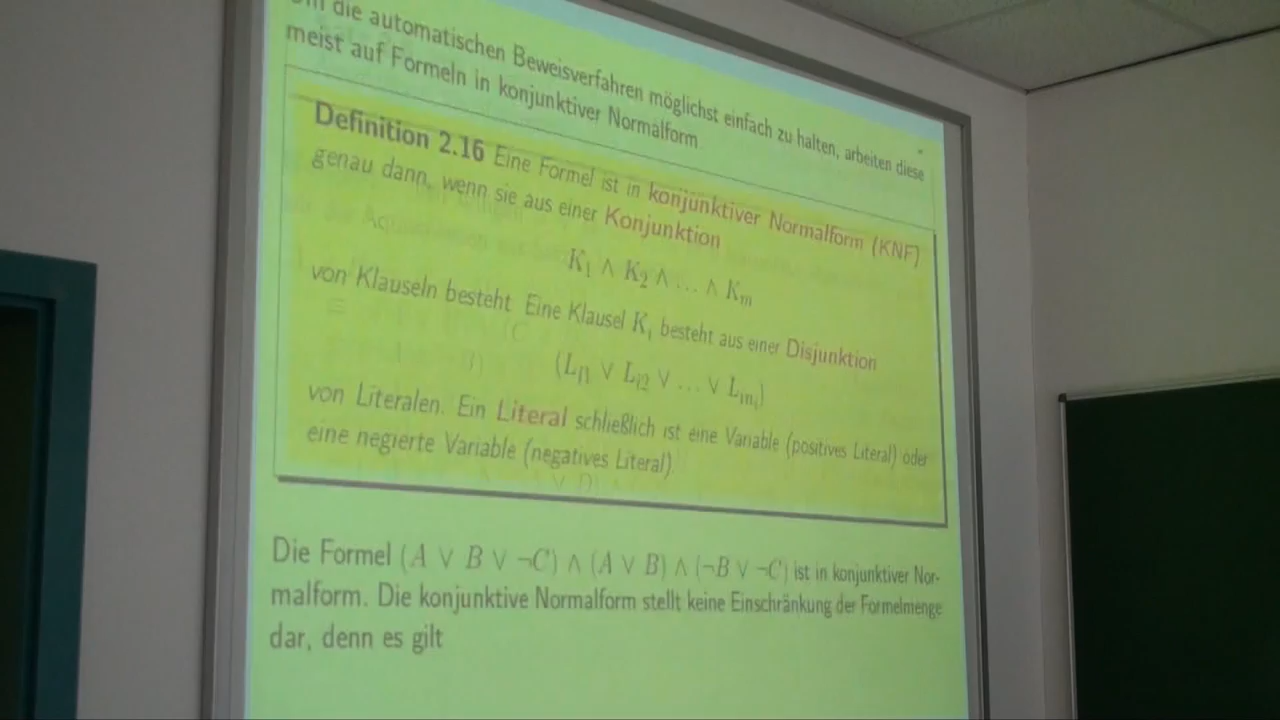 die automatischen Beweisverfahren möglichst einfach zu halten, arbeiten diese
meist auf Formeln in konjunktiver Normalform
Definition 2.16 Eine Formel ist in konjunktiver Normalform (KNF)
genau dann, wenn sie aus einer Konjunktion
K₁ ∧ K₂ ∧ … ∧ Kₘ
von Klauseln besteht. Eine Klausel Kᵢ besteht aus einer Disjunktion
(Lᵢ₁ ∨ Lᵢ₂ ∨ … ∨ Lᵢₙᵢ)
von Literalen. Ein Literal schließlich ist eine Variable (positives Literal) oder
eine negierte Variable (negatives Literal).
Die Formel (A ∨ B ∨ ¬C) ∧ (A ∨ B) ∧ (¬B ∨ ¬C) ist in konjunktiver Nor-
malform. Die konjunktive Normalform stellt keine Einschränkung der Formelmenge
dar, denn es gilt